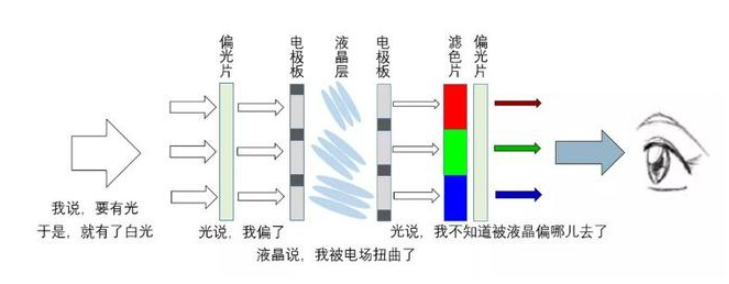 偏光片
电极板
液晶层
电极板
滤色片
偏光片
我说，要有光
于是，就有了白光
光说，我偏了
液晶说，我被电场扭曲了
光说，我不知道被液晶偏哪儿去了